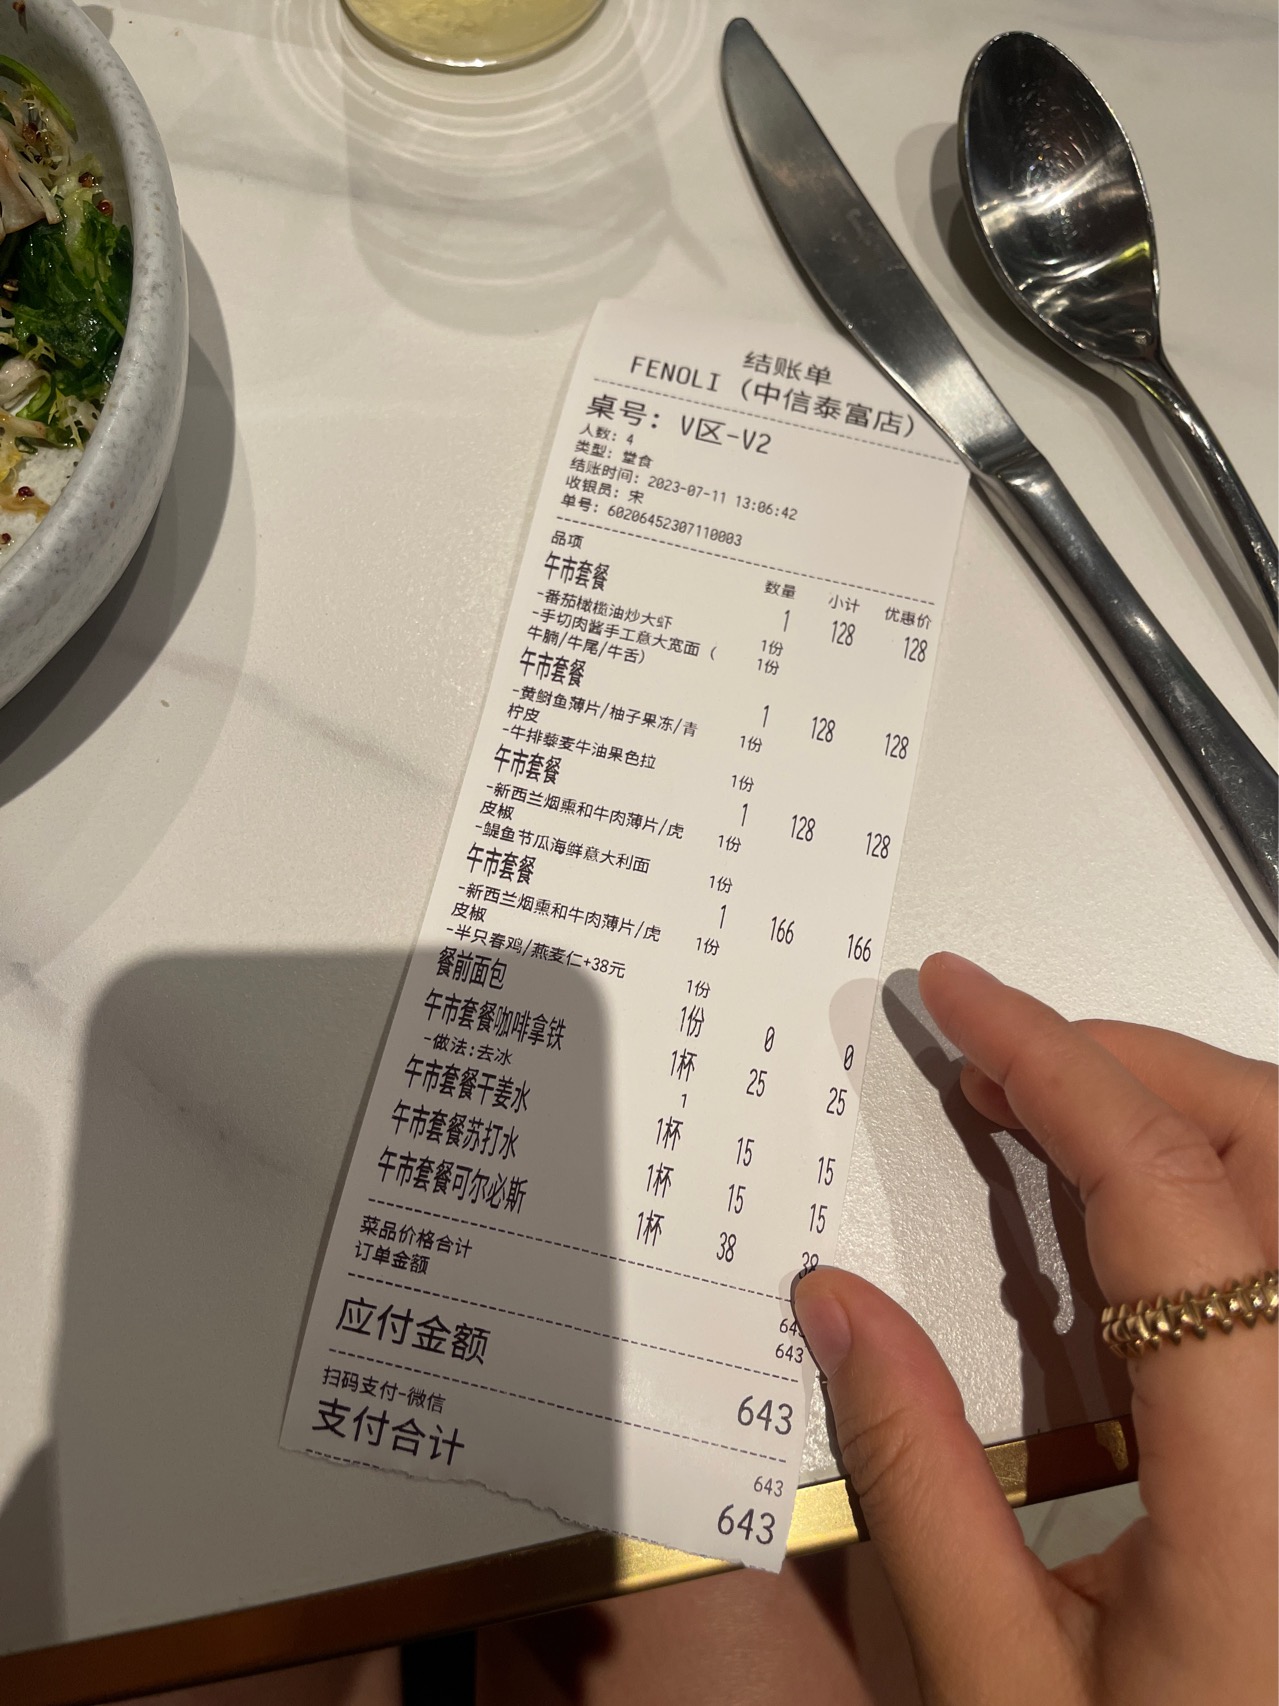 结账单
FENOLI (中信泰富店)
桌号: V区-V2
人数: 4
类型: 堂食
结账时间: 2023-07-11 13:06:42
收银员: 宋
单号: 60206452307110003
品项 数量 小计 优惠价
午市套餐 1 128 128
-番茄橄榄油炒大虾 1份
-手切肉酱手工意大宽面( 1份
牛腩/牛尾/牛舌)
午市套餐 1 128 128
-黄鰤鱼薄片/柚子果冻/青 1份
柠皮
-牛排藜麦牛油果色拉 1份
午市套餐 1 128 128
-新西兰烟熏和牛肉薄片/虎 1份
皮椒
-鳀鱼节瓜海鲜意大利面 1份
午市套餐 1 166 166
-新西兰烟熏和牛肉薄片/虎 1份
皮椒
-半只春鸡/燕麦仁+38元 1份
餐前面包 1份 0 0
午市套餐咖啡拿铁 1杯 25 25
-做法:去冰 1
午市套餐干姜水 1杯 15 15
午市套餐苏打水 1杯 15 15
午市套餐可尔必斯 1杯 38 38
菜品价格合计 643
订单金额 643
应付金额 643
扫码支付-微信 643
支付合计 643